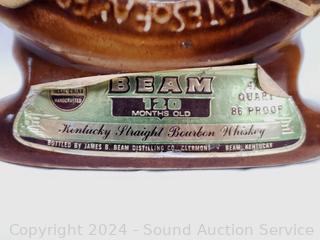 BEAM
120
MONTHS OLD
QUART
86 PROOF
Kentucky Straight Bourbon Whiskey
BOTTLED BY JAMES B. BEAM DISTILLING CO., CLERMONT • BEAM, KENTUCKY
Copyright 2024 - Sound Auction Service